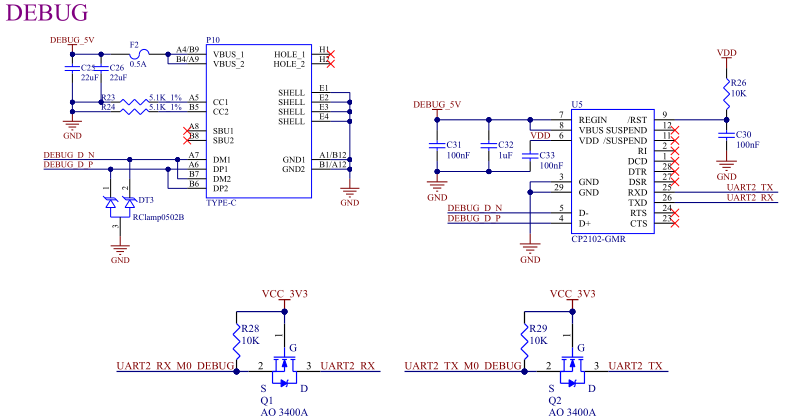 DEBUG
DEBUG_5V
F2
0.5A
C25 C26
22uF 22uF
R23 5.1K_1%
R24 5.1K_1%
GND
P10
A4/B9 VBUS_1 HOLE_1 H1
B4/A9 VBUS_2 HOLE_2 H2
SHELL E1
A5 CC1 SHELL E2
B5 CC2 SHELL E3
SHELL E4
A8 SBU1
B8 SBU2
DEBUG_D_N A7 DM1 GND1 A1/B12
DEBUG_D_P A6 DP1 GND2 B1/A12
B7 DM2
B6 DP2
TYPE-C
GND
1 2
DT3
RClamp0502B
3
GND
VDD
R26
10K
C30
100nF
GND
DEBUG_5V
U5
7 REGIN /RST 9
8 VBUS SUSPEND 12
VDD 6 VDD /SUSPEND 11
RI 2
DCD 1
DTR 28
3 GND DSR 27
29 GND RXD 25 UART2_TX
TXD 26 UART2_RX
DEBUG_D_N 5 D- RTS 24
DEBUG_D_P 4 D+ CTS 23
CP2102-GMR
C31
100nF
C32
1uF
C33
100nF
GND
GND
VCC_3V3
R28
10K
1
G
UART2_RX_M0_DEBUG 2 3 UART2_RX
S D
Q1
AO 3400A
VCC_3V3
R29
10K
1
G
UART2_TX_M0_DEBUG 2 3 UART2_TX
S D
Q2
AO 3400A